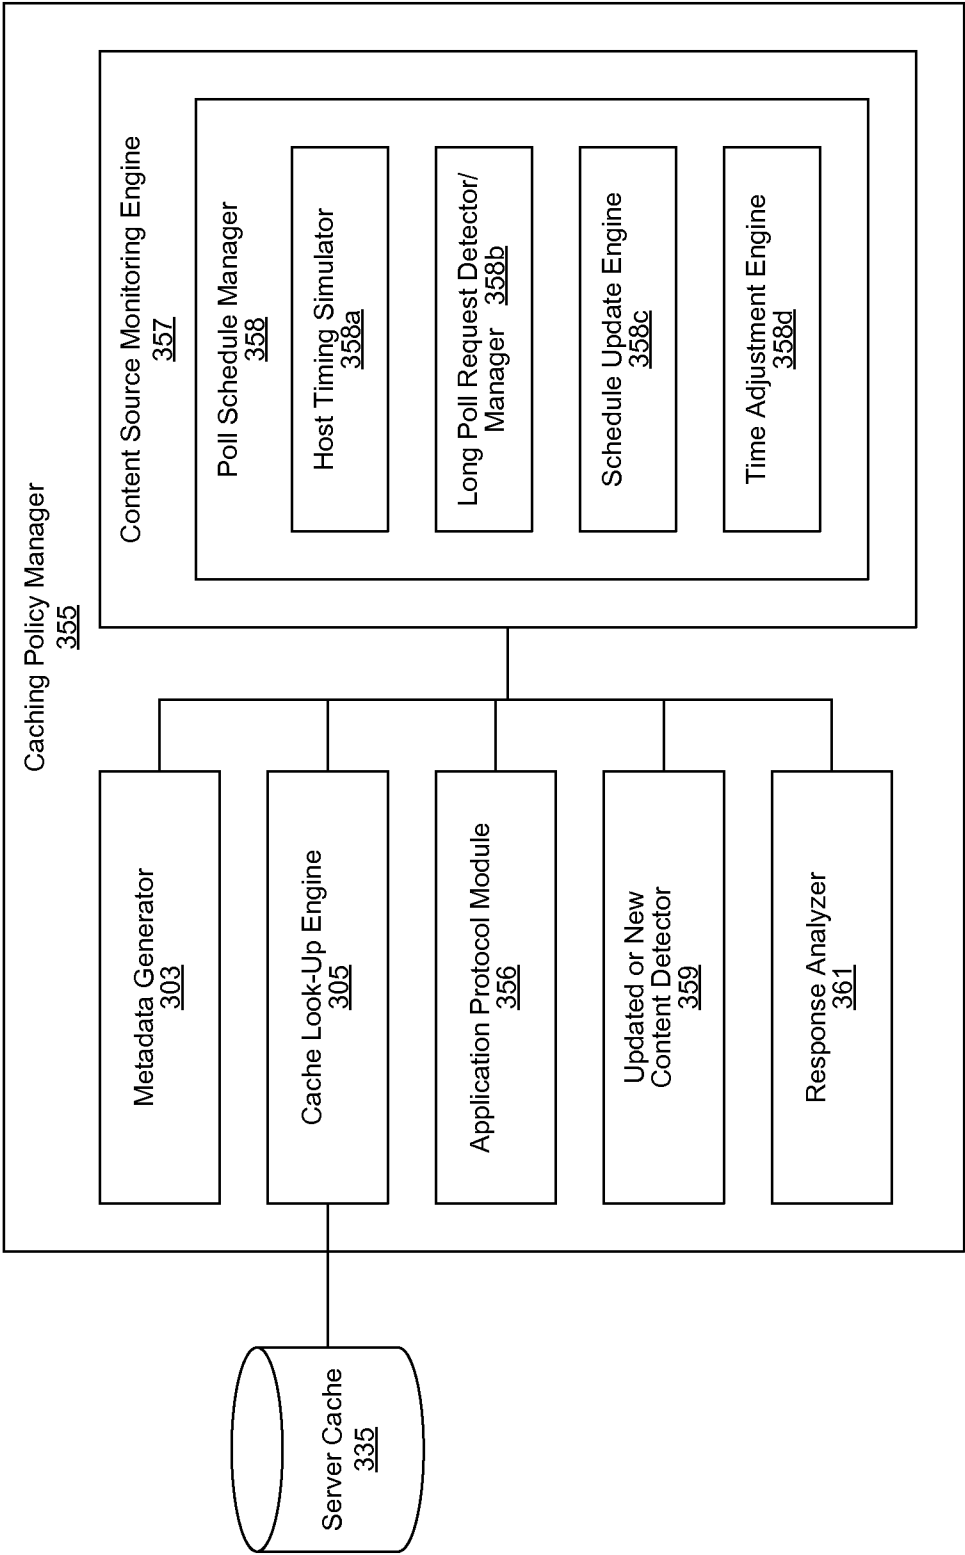 Caching Policy Manager
355
Server Cache
335
Metadata Generator
303
Cache Look-Up Engine
305
Application Protocol Module
356
Updated or New
Content Detector
359
Response Analyzer
361
Content Source Monitoring Engine
357
Poll Schedule Manager
358
Host Timing Simulator
358a
Long Poll Request Detector/
Manager 358b
Schedule Update Engine
358c
Time Adjustment Engine
358d